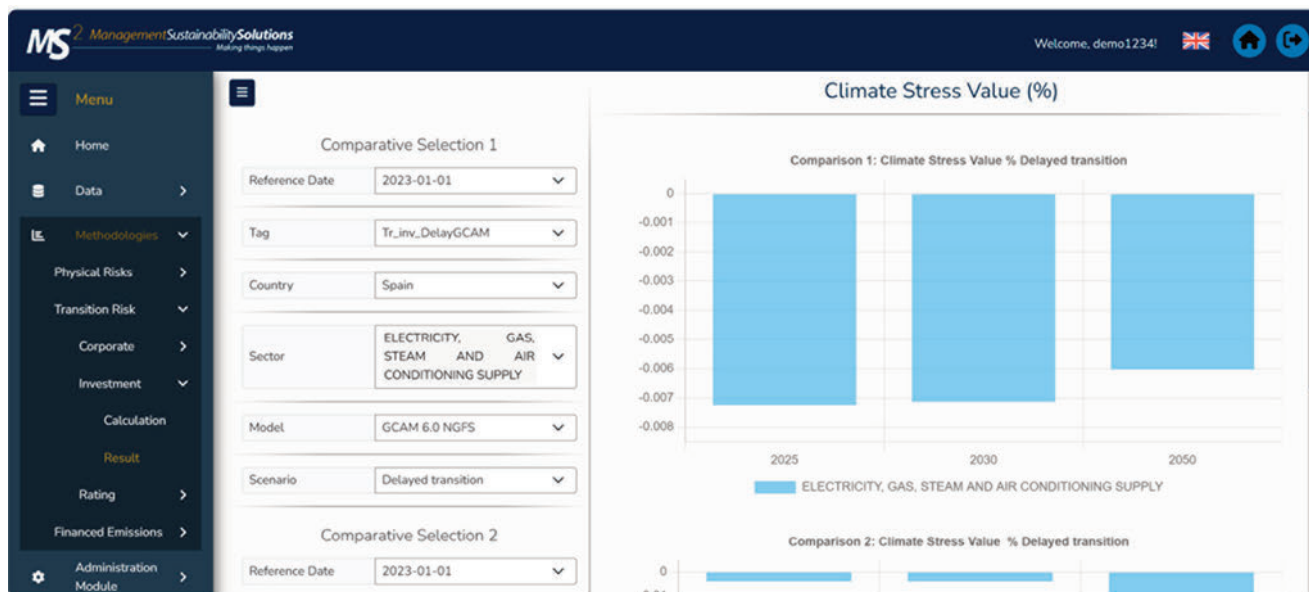 MS2 ManagementSustainabilitySolutions
Making things happen
Welcome, demo1234!
Menu
Home
Data
Methodologies
Physical Risks
Transition Risk
Corporate
Investment
Calculation
Result
Rating
Financed Emissions
Administration
Module
Comparative Selection 1
Reference Date 2023-01-01
Tag Tr_inv_DelayGCAM
Country Spain
Sector
ELECTRICITY, GAS,
STEAM AND AIR
CONDITIONING SUPPLY
Model GCAM 6.0 NGFS
Scenario Delayed transition
Comparative Selection 2
Reference Date 2023-01-01
Climate Stress Value (%)
Comparison 1: Climate Stress Value % Delayed transition
0
-0.001
-0.002
-0.003
-0.004
-0.005
-0.006
-0.007
-0.008
2025 2030 2050
ELECTRICITY, GAS, STEAM AND AIR CONDITIONING SUPPLY
Comparison 2: Climate Stress Value % Delayed transition
0